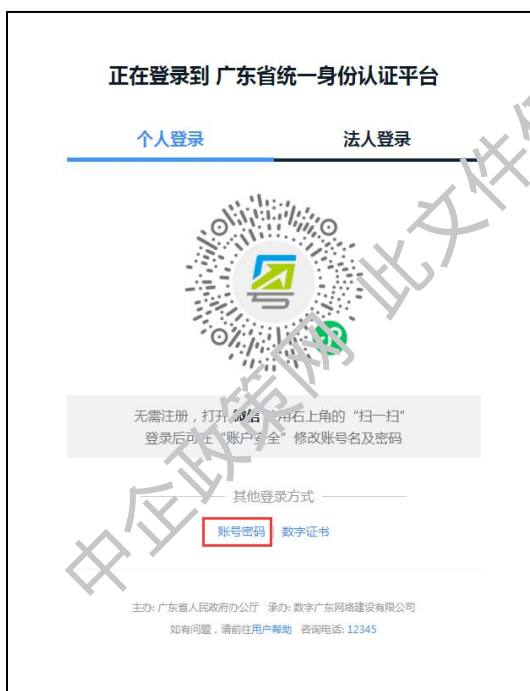 正在登录到 广东省统一身份认证平台
个人登录 法人登录
无需注册，打开 微信 使用右上角的“扫一扫”
登录后可在“账户安全”修改账号名及密码
其他登录方式
账号密码 数字证书
主办: 广东省人民政府办公厅 承办: 数字广东网络建设有限公司
如有问题，请前往用户帮助 咨询电话: 12345
中企政策网 此文件